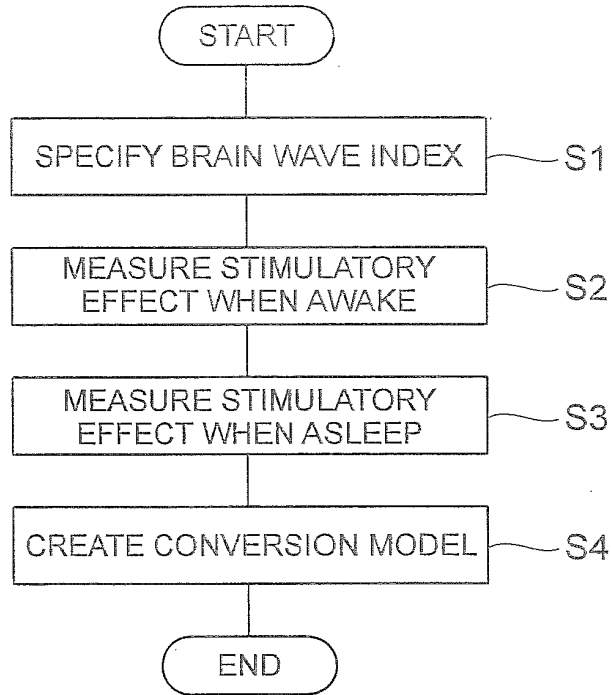 START
SPECIFY BRAIN WAVE INDEX
S1
MEASURE STIMULATORY
EFFECT WHEN AWAKE
S2
MEASURE STIMULATORY
EFFECT WHEN ASLEEP
S3
CREATE CONVERSION MODEL
S4
END